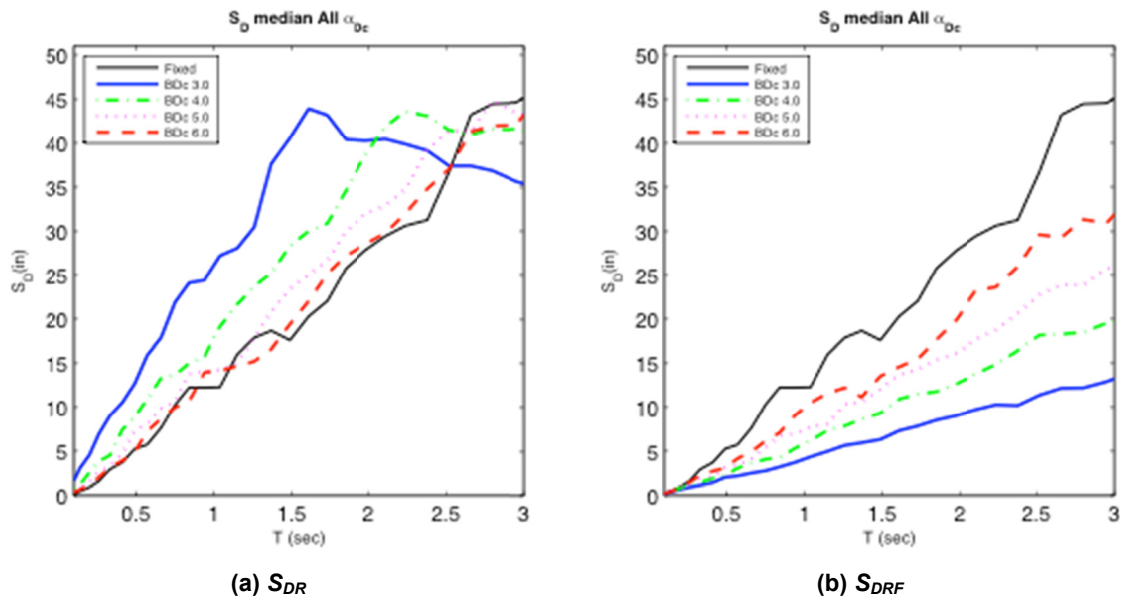 S_D median All α_Dc
50
45
40
35
30
25
20
15
10
5
0
S_D(in)
Fixed
BDc 3.0
BDc 4.0
BDc 5.0
BDc 6.0
0.5 1 1.5 2 2.5 3
T (sec)
(a) S_DR
S_D median All α_Dc
50
45
40
35
30
25
20
15
10
5
0
S_D(in)
Fixed
BDc 3.0
BDc 4.0
BDc 5.0
BDc 6.0
0.5 1 1.5 2 2.5 3
T (sec)
(b) S_DRF